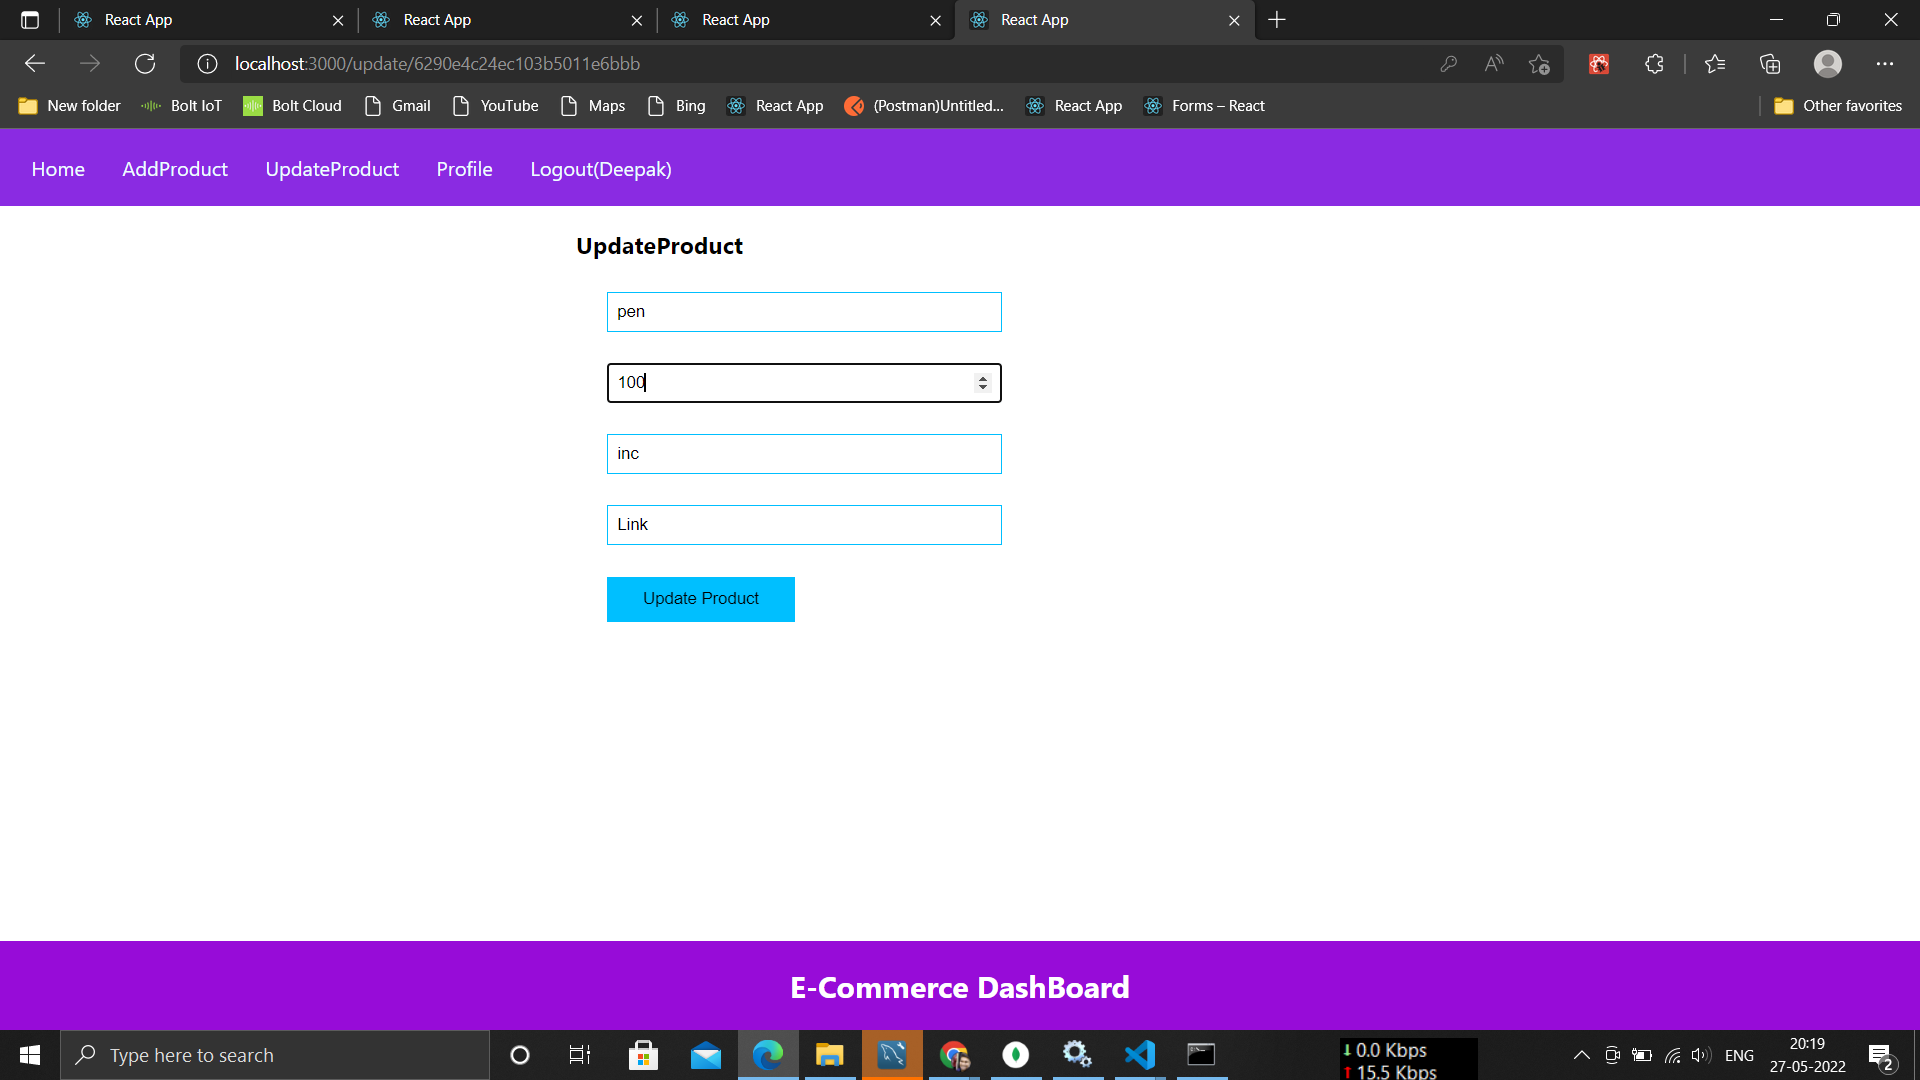 React App
React App
React App
React App
localhost:3000/update/6290e4c24ec103b5011e6bbb
New folder
Bolt IoT
Bolt Cloud
Gmail
YouTube
Maps
Bing
React App
(Postman)Untitled...
React App
Forms – React
Other favorites
Home
AddProduct
UpdateProduct
Profile
Logout(Deepak)
UpdateProduct
pen
100
inc
Link
Update Product
E-Commerce DashBoard
Type here to search
0.0 Kbps
15.5 Kbps
ENG
20:19
27-05-2022
2